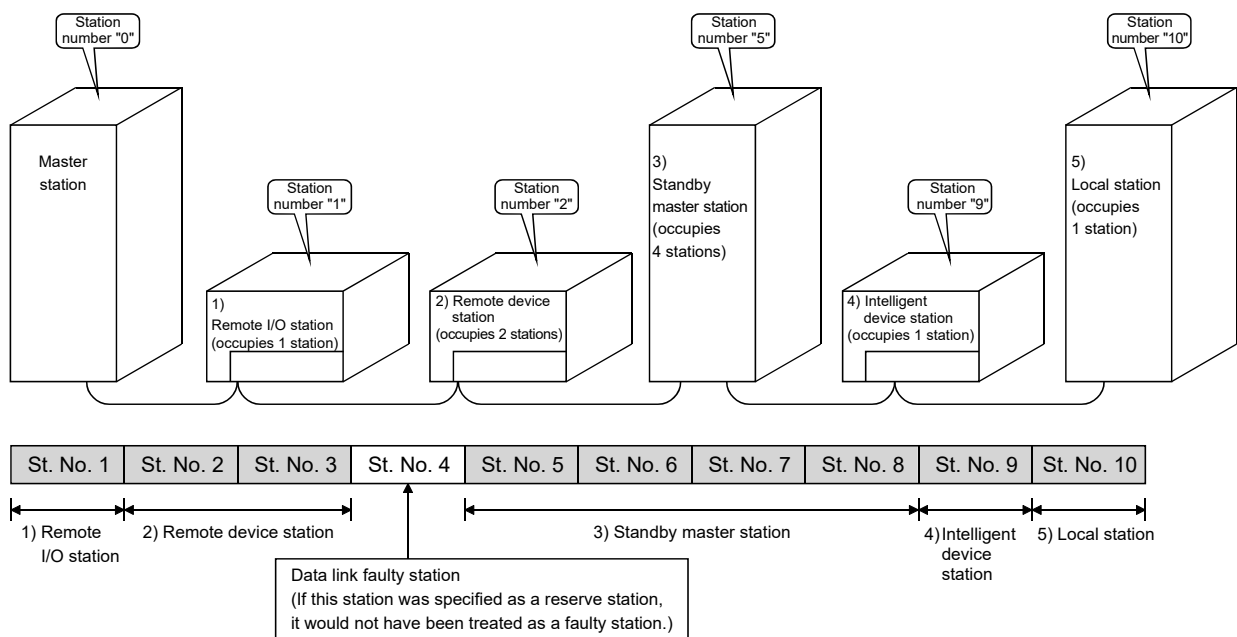 Station
number "0"
Station
number "5"
Station
number "10"
Master
station
Station
number "1"
Station
number "2"
3)
Standby
master station
(occupies
4 stations)
Station
number "9"
5)
Local station
(occupies
1 station)
1)
Remote I/O station
(occupies 1 station)
2) Remote device
station
(occupies 2 stations)
4) Intelligent
device station
(occupies 1 station)
St. No. 1 St. No. 2 St. No. 3 St. No. 4 St. No. 5 St. No. 6 St. No. 7 St. No. 8 St. No. 9 St. No. 10
1) Remote
I/O station
2) Remote device station
3) Standby master station
4) Intelligent
device
station
5) Local station
Data link faulty station
(If this station was specified as a reserve station,
it would not have been treated as a faulty station.)